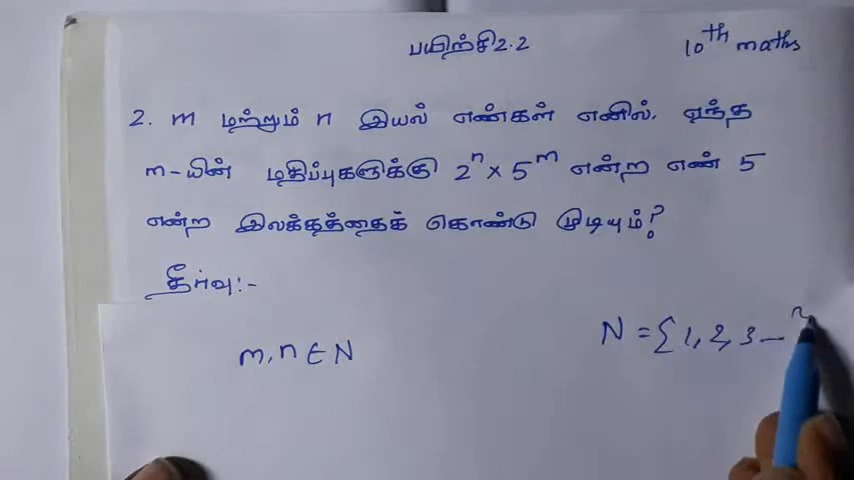 பயிற்சி 2.2
10th maths
2. m மற்றும் n இயல் எண்கள் எனில். எந்த
m-யின் மதிப்புகளுக்கு 2ⁿ × 5ᵐ என்ற எண் 5
என்ற இலக்கத்தைக் கொண்டு முடியும்?
தீர்வு:-
m, n ∈ N
N = {1, 2, 3 —